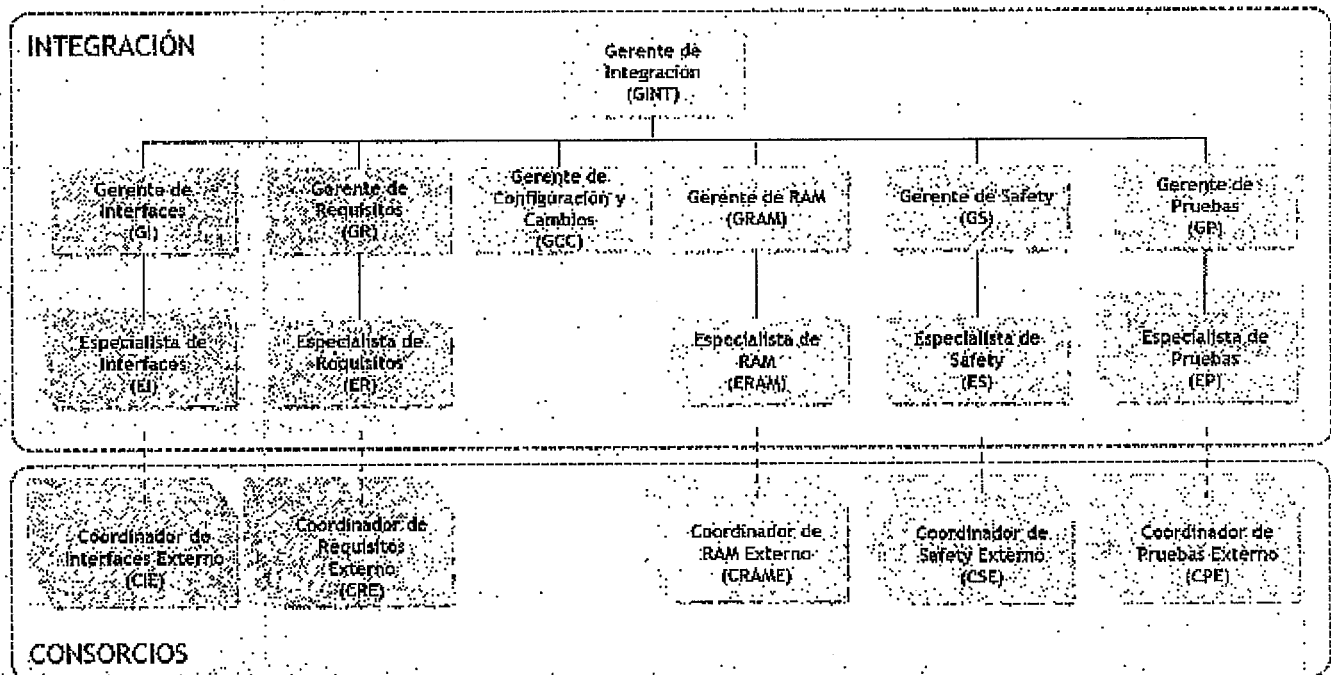 INTEGRACIÓN
Gerente de
Integración
(GINT)
Gerente de
Interfaces
(GI)
Gerente de
Requisitos
(GR)
Gerente de
Configuración y
Cambios
(GCC)
Gerente de RAM
(GRAM)
Gerente de Safety
(GS)
Gerente de
Pruebas
(GP)
Especialista de
Interfaces
(EI)
Especialista de
Requisitos
(ER)
Especialista de
RAM
(ERAM)
Especialista de
Safety
(ES)
Especialista de
Pruebas
(EP)
Coordinador de
Interfaces Externo
(CIE)
Coordinador de
Requisitos
Externo
(CRE)
Coordinador de
RAM Externo
(CRAME)
Coordinador de
Safety Externo
(CSE)
Coordinador de
Pruebas Externo
(CPE)
CONSORCIOS